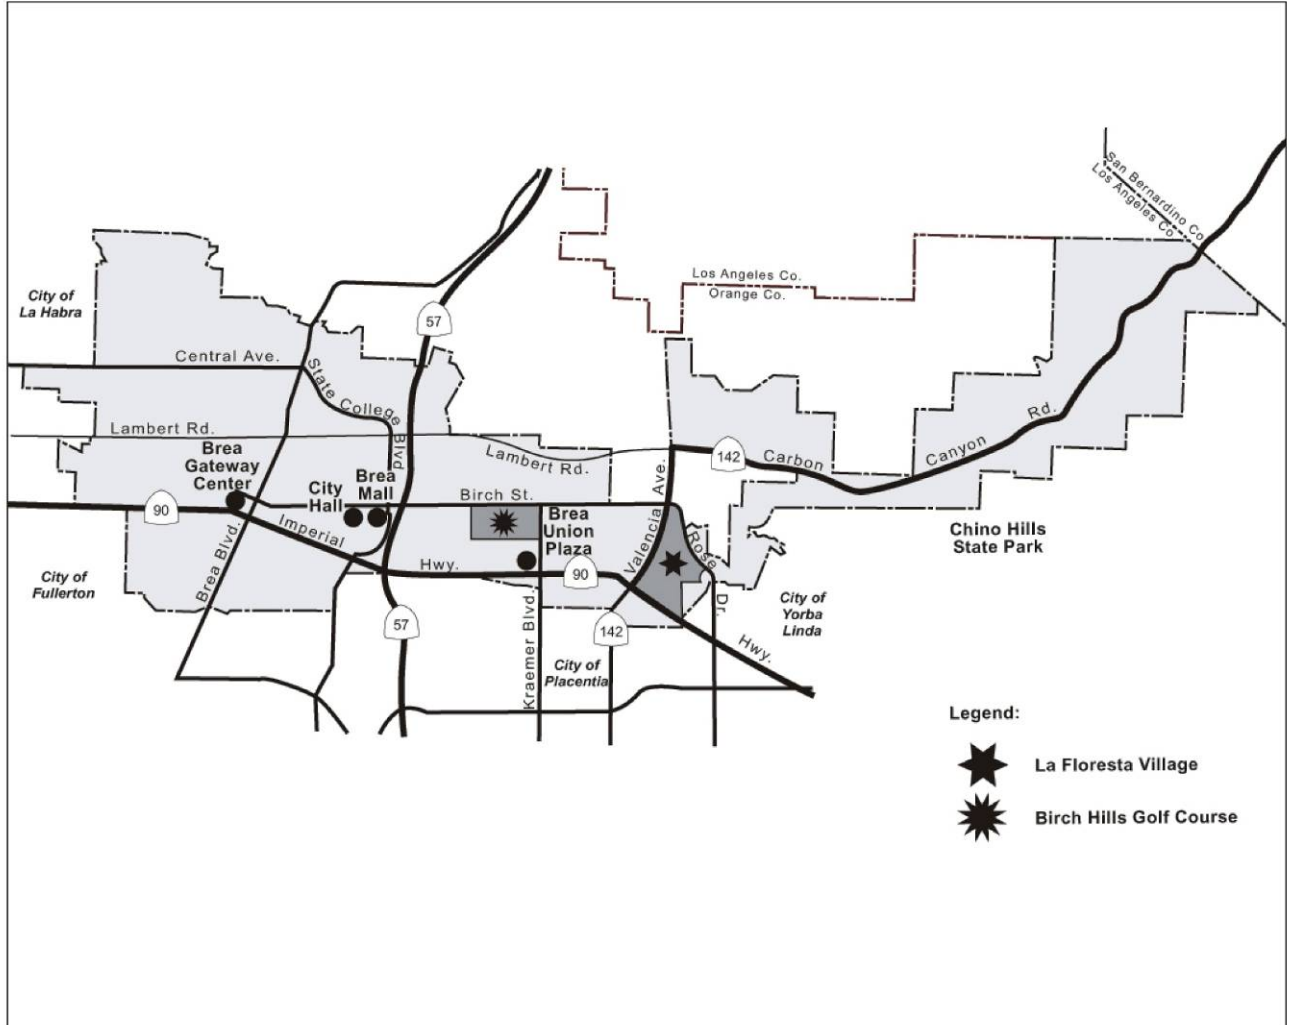 San Bernardino Co
Los Angeles Co
Los Angeles Co.
Orange Co.
City of
La Habra
57
Central Ave.
State College Blvd
Lambert Rd.
Rd.
Canyon
Brea
Gateway
Center
Lambert Rd.
142
Carbon
City
Hall
Brea
Mall
Birch St.
Valencia Ave.
90
Imperial
Brea
Union
Plaza
Chino Hills
State Park
Brea Blvd.
Hwy.
90
Rose Dr.
City of
Fullerton
City of
Yorba
Linda
57
142
Kraemer Blvd.
Hwy.
City of
Placentia
Legend:
La Floresta Village
Birch Hills Golf Course